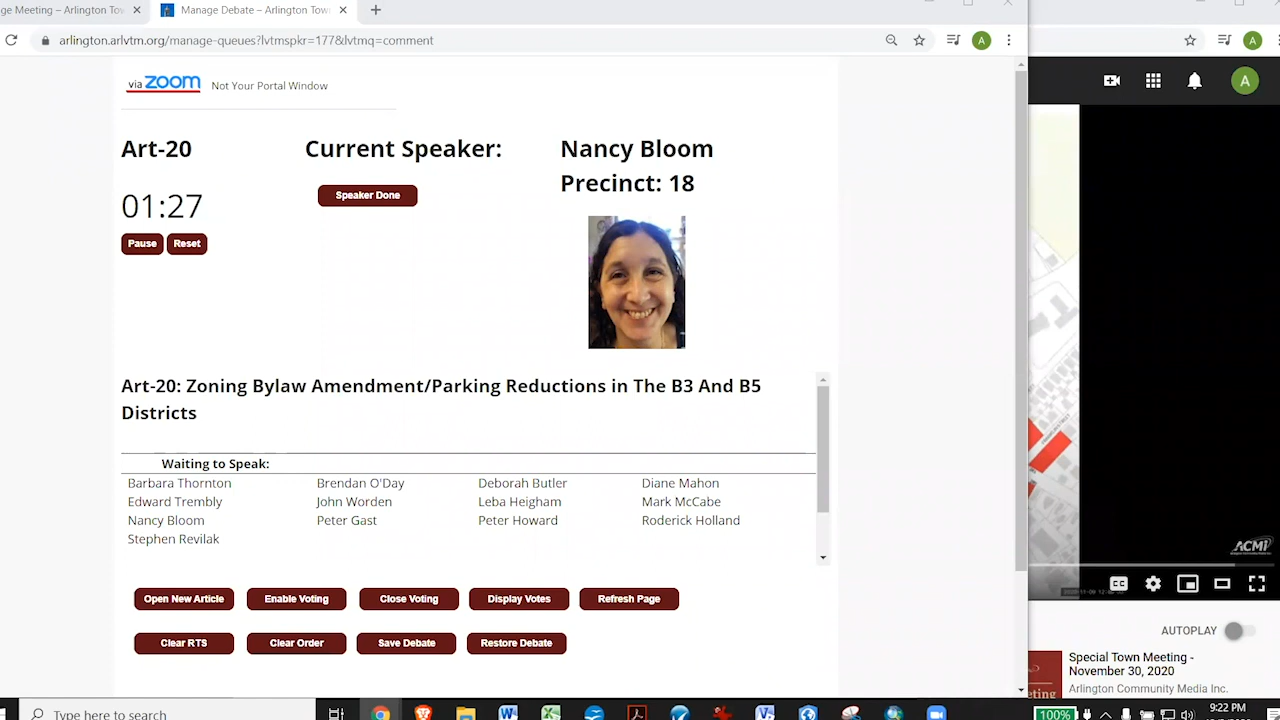 ge Meeting – Arlington Tow
Manage Debate – Arlington Town
arlington.arlvtm.org/manage-queues?lvtmspkr=177&lvtmq=comment
A
A
via zoom Not Your Portal Window
A
Art-20 Current Speaker: Nancy Bloom
Precinct: 18
01:27 Speaker Done
Pause Reset
Art-20: Zoning Bylaw Amendment/Parking Reductions in The B3 And B5
Districts
Waiting to Speak:
Barbara Thornton Brendan O'Day Deborah Butler Diane Mahon
Edward Trembly John Worden Leba Heigham Mark McCabe
Nancy Bloom Peter Gast Peter Howard Roderick Holland
Stephen Revilak
ACMi
CC
Open New Article Enable Voting Close Voting Display Votes Refresh Page
Clear RTS Clear Order Save Debate Restore Debate
AUTOPLAY
Special Town Meeting -
November 30, 2020
Arlington Community Media Inc.
eting
Type here to search
100%
9:22 PM